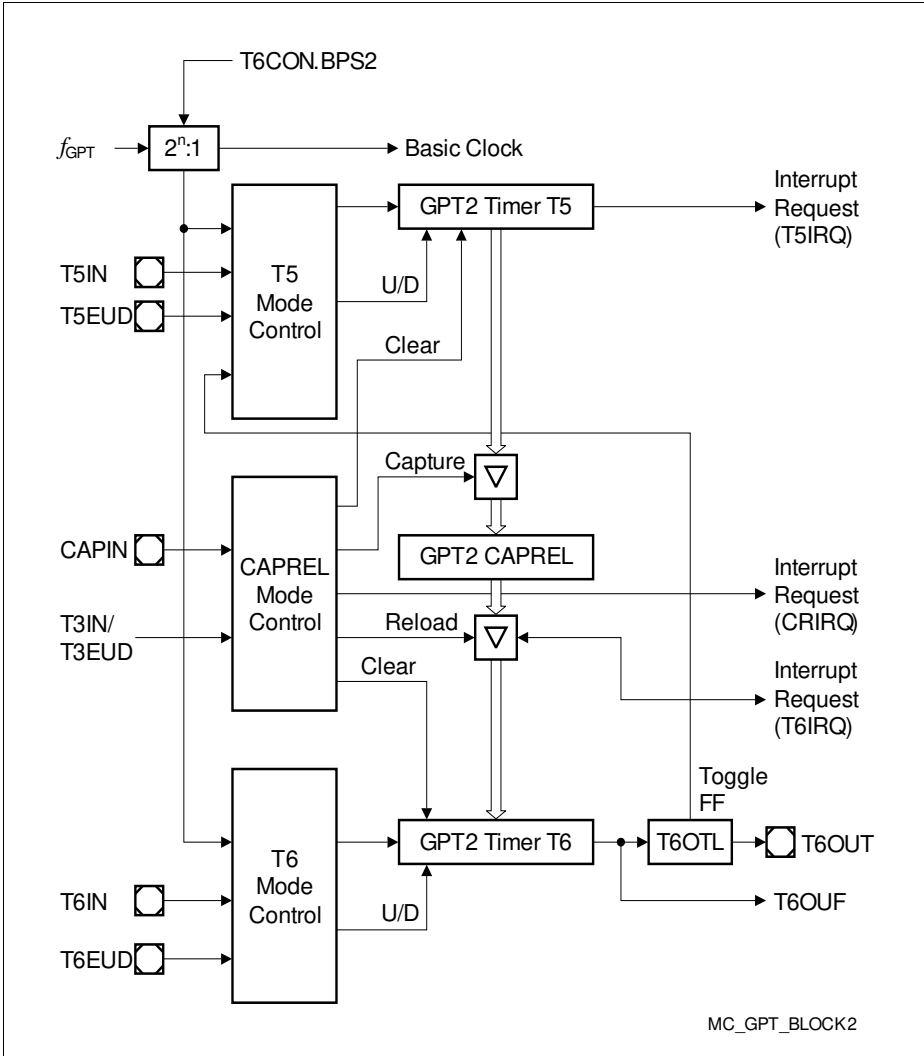 T6CON.BPS2
fGPT
2ⁿ:1
Basic Clock
GPT2 Timer T5
Interrupt
Request
(T5IRQ)
T5IN
T5EUD
T5
Mode
Control
U/D
Clear
Capture
CAPIN
T3IN/
T3EUD
CAPREL
Mode
Control
GPT2 CAPREL
Interrupt
Request
(CRIRQ)
Reload
Clear
Interrupt
Request
(T6IRQ)
Toggle
FF
GPT2 Timer T6
T6OTL
T6OUT
T6
Mode
Control
T6IN
T6EUD
U/D
T6OUF
MC_GPT_BLOCK2